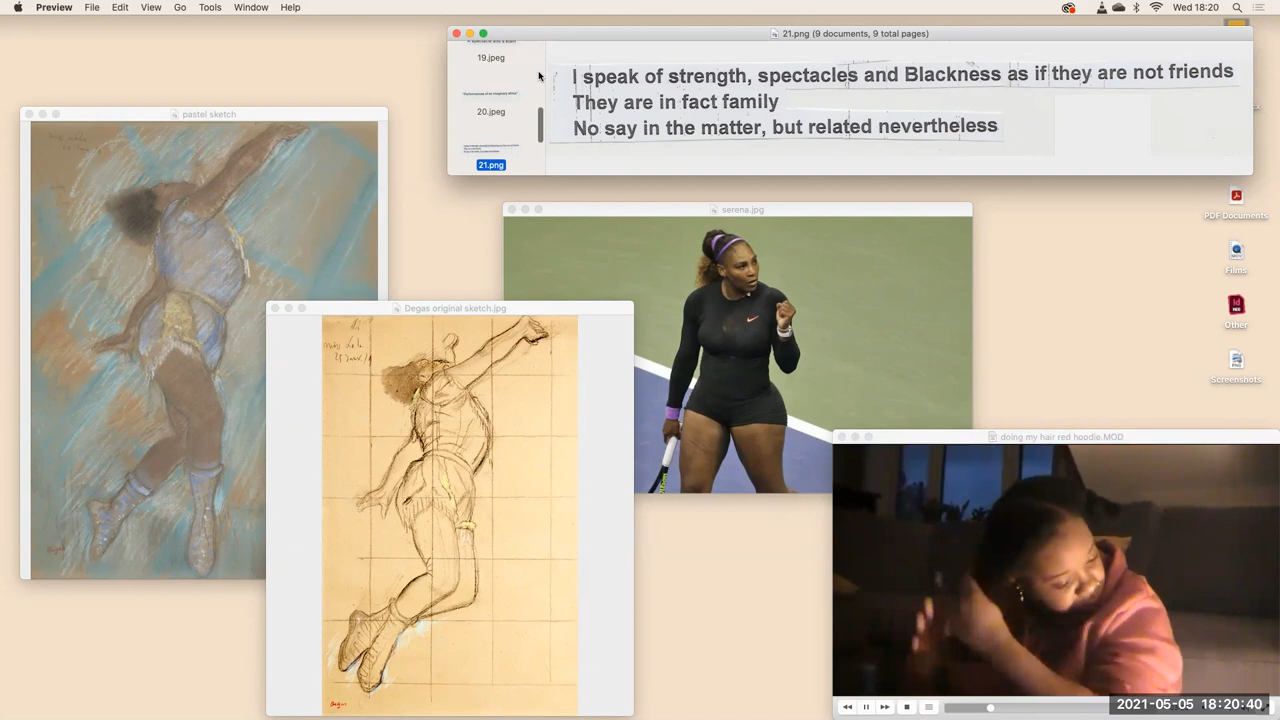 Preview File Edit View Go Tools Window Help
Wed 18:20
21.png (9 documents, 9 total pages)
19.jpeg
20.jpeg
21.png
I speak of strength, spectacles and Blackness as if they are not friends
They are in fact family
No say in the matter, but related nevertheless
pastel sketch
Degas original sketch.jpg
Degas
serena.jpg
PDF Documents
Films
Other
Screenshots
doing my hair red hoodie.MOD
2021-05-05 18:20:40